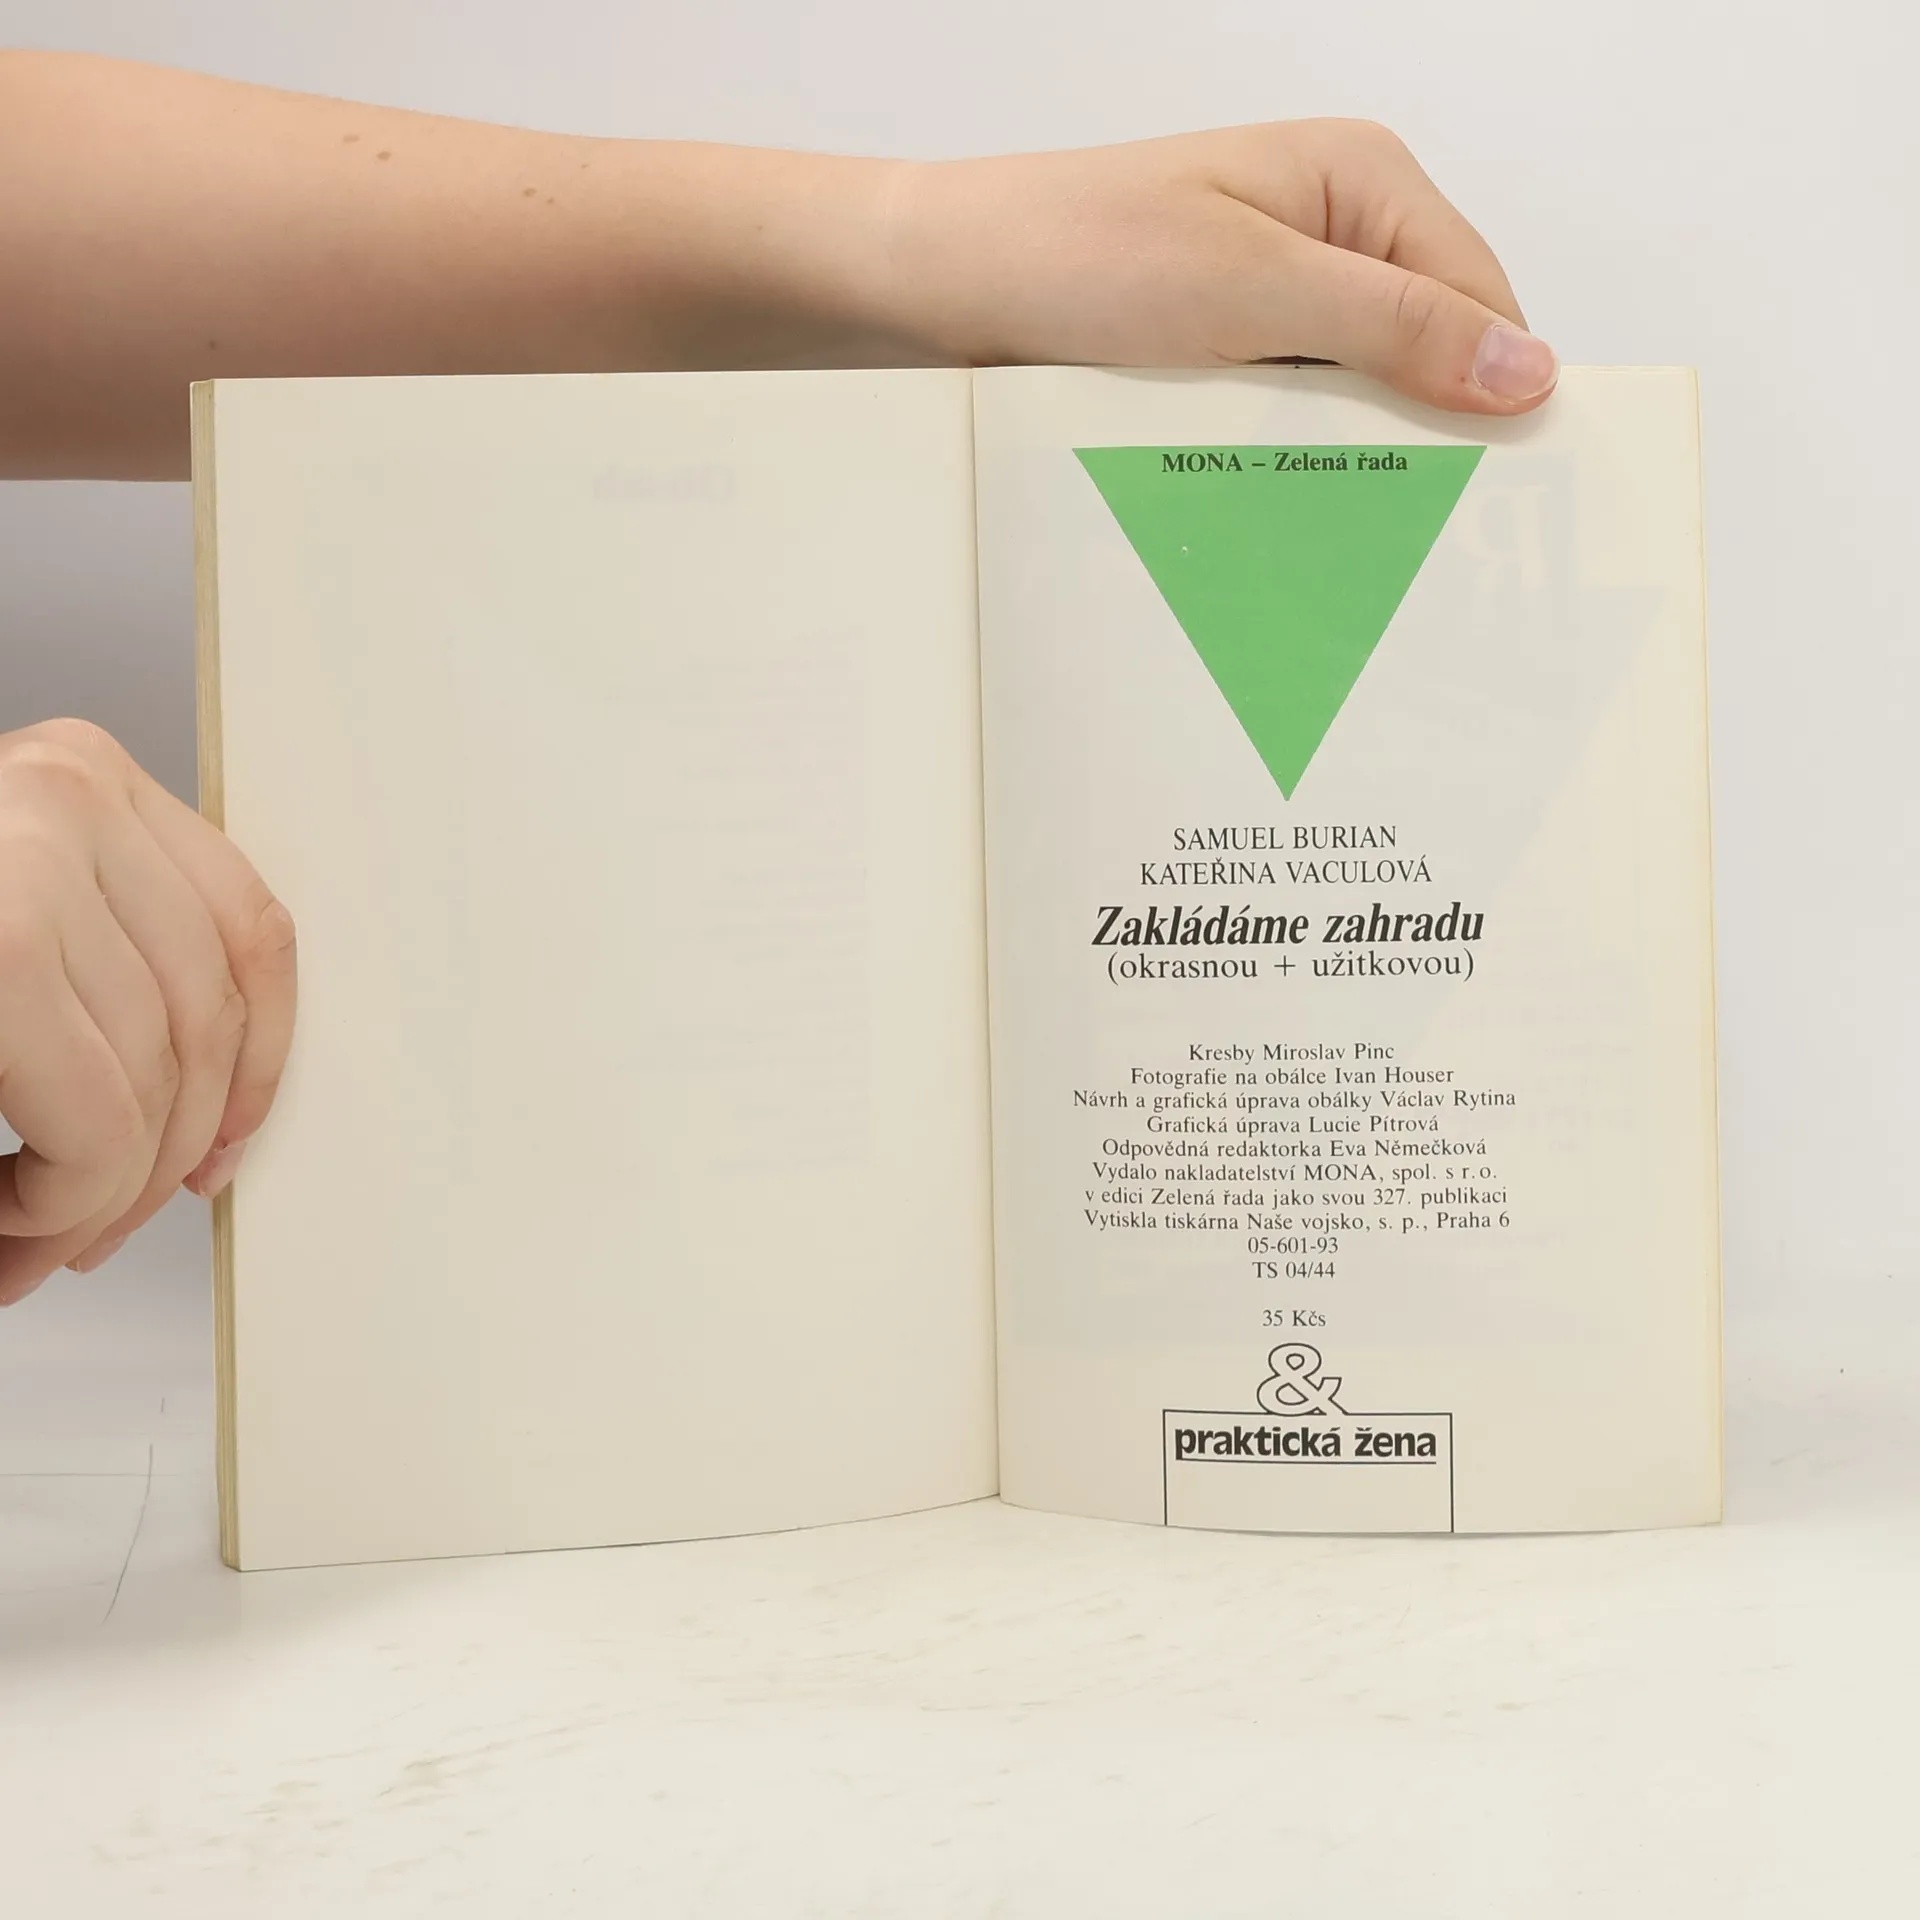 MONA – Zelená řada
SAMUEL BURIAN
KATEŘINA VACULOVÁ
Zakládáme zahradu
(okrasnou + užitkovou)
Kresby Miroslav Pinc
Fotografie na obálce Ivan Houser
Návrh a grafická úprava obálky Václav Rytina
Grafická úprava Lucie Pítrová
Odpovědná redaktorka Eva Němečková
Vydalo nakladatelství MONA, spol. s r. o.
v edici Zelená řada jako svou 327. publikaci
Vytiskla tiskárna Naše vojsko, s. p., Praha 6
05-601-93
TS 04/44
35 Kčs
&
praktická žena